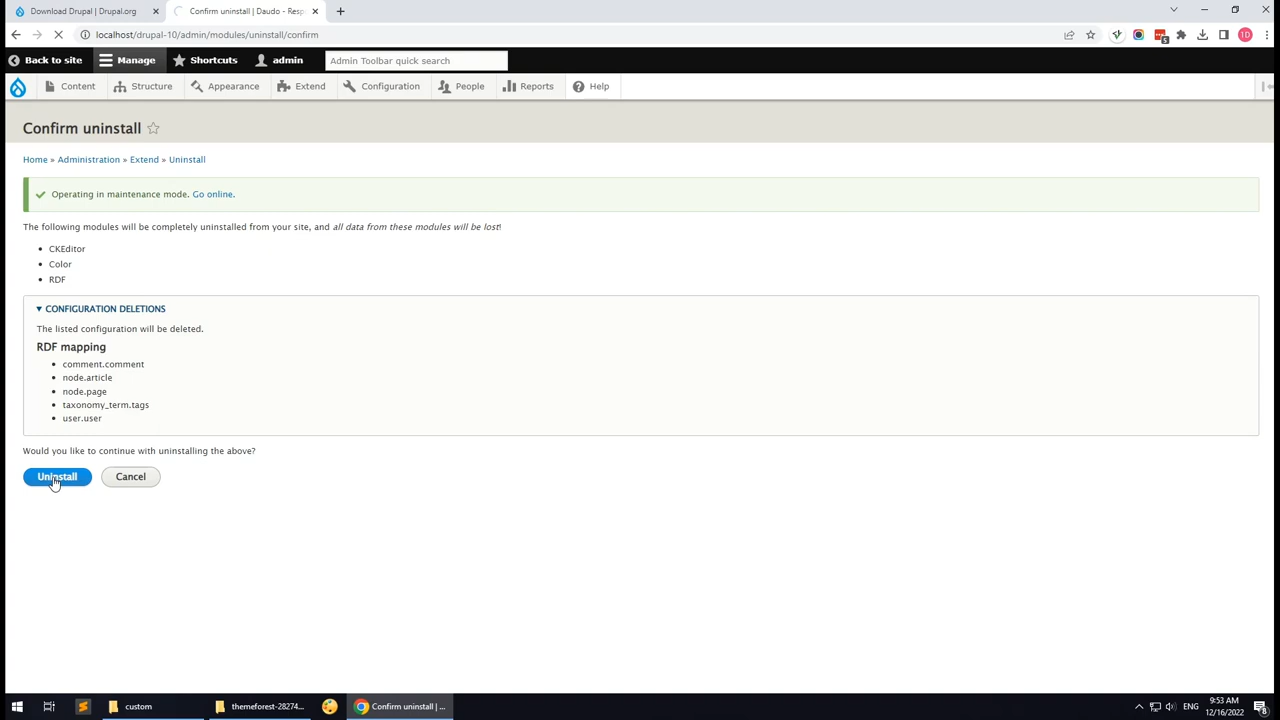 Download Drupal | Drupal.org
Confirm uninstall | Daudo - Resp
localhost/drupal-10/admin/modules/uninstall/confirm
5
1D
Back to site
Manage
Shortcuts
admin
Admin Toolbar quick search
Content
Structure
Appearance
Extend
Configuration
People
Reports
Help
Confirm uninstall
Home » Administration » Extend » Uninstall
Operating in maintenance mode. Go online.
The following modules will be completely uninstalled from your site, and all data from these modules will be lost!
CKEditor
Color
RDF
CONFIGURATION DELETIONS
The listed configuration will be deleted.
RDF mapping
comment.comment
node.article
node.page
taxonomy_term.tags
user.user
Would you like to continue with uninstalling the above?
Uninstall
Cancel
custom
themeforest-28274...
Confirm uninstall | ...
ENG
9:53 AM
12/16/2022
8